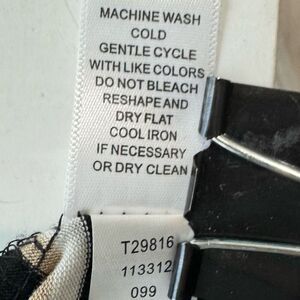 MACHINE WASH
COLD
GENTLE CYCLE
WITH LIKE COLORS
DO NOT BLEACH
RESHAPE AND
DRY FLAT
COOL IRON
IF NECESSARY
OR DRY CLEAN
T29816
113312
099